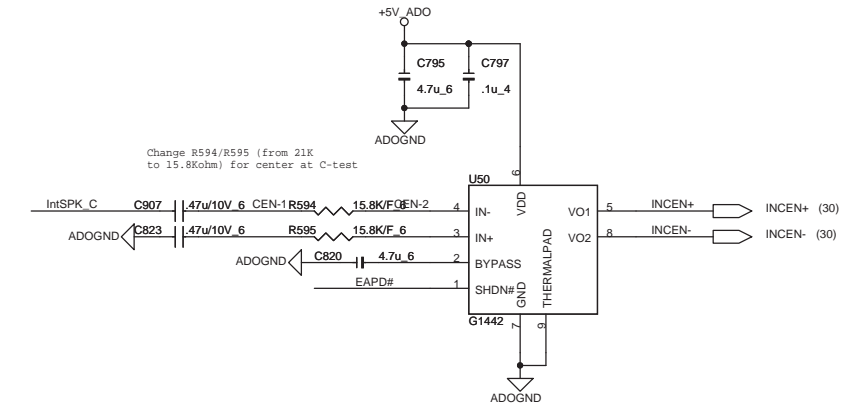 +5V_ADO
C795
C797
4.7u_6
.1u_4
ADOGND
Change R594/R595 (from 21K
to 15.8Kohm) for center at C-test
U50
6
VDD
IntSPK_C
C907
.47u/10V_6
CEN-1
R594
15.8K/F_6
CEN-2
4
IN-
VO1
5
INCEN+
INCEN+ (30)
ADOGND
C823
.47u/10V_6
R595
15.8K/F_6
3
IN+
VO2
8
INCEN-
INCEN- (30)
ADOGND
C820
4.7u_6
2
BYPASS
EAPD#
1
SHDN#
GND
THERMALPAD
G1442
7
9
ADOGND